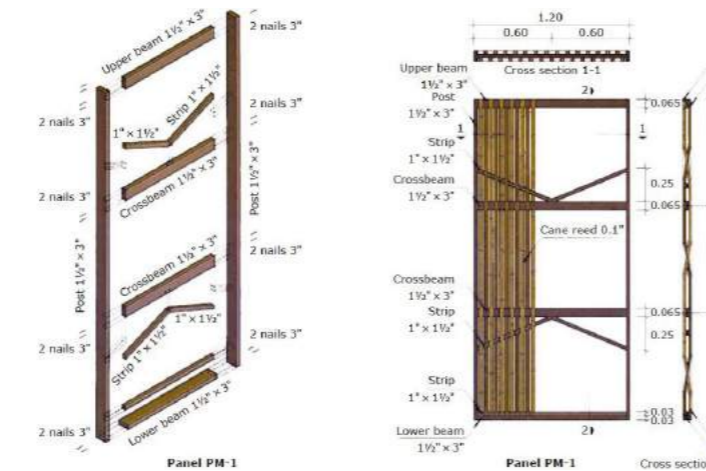 Upper beam 1½" x 3"
2 nails 3"
2 nails 3"
Strip 1" x 1½"
1" x 1½"
2 nails 3"
2 nails 3"
Crossbeam 1½" x 3"
2 nails 3"
2 nails 3"
Post 1½" x 3"
Crossbeam 1½" x 3"
2 nails 3"
Post 1½" x 3"
1" x 1½"
2 nails 3"
2 nails 3"
Strip 1" x 1½"
2 nails 3"
Lower beam 1½" x 3"
Panel PM-1
1.20
0.60
0.60
Cross section 1-1
Upper beam
1½" x 3"
Post
1½" x 3"
2
1
1
Strip
1" x 1½"
Crossbeam
1½" x 3"
0.065
0.25
0.065
Cane reed 0.1"
Crossbeam
1½" x 3"
Strip
1" x 1½"
0.065
0.25
Strip
1" x 1½"
Lower beam
1½" x 3"
0.03
0.03
2
Panel PM-1
Cross sectio